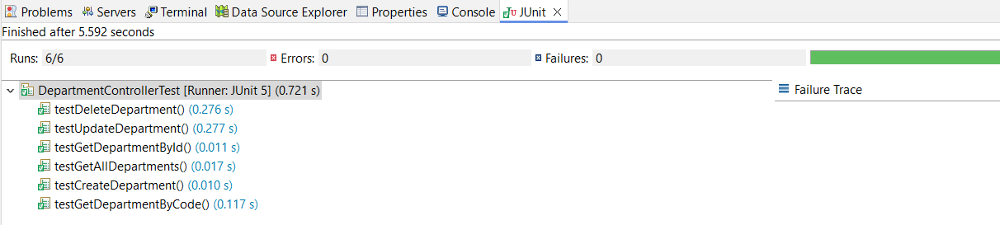 Problems Servers Terminal Data Source Explorer Properties Console JUnit
Finished after 5.592 seconds
Runs: 6/6 Errors: 0 Failures: 0
DepartmentControllerTest [Runner: JUnit 5] (0.721 s)
Failure Trace
testDeleteDepartment() (0.276 s)
testUpdateDepartment() (0.277 s)
testGetDepartmentById() (0.011 s)
testGetAllDepartments() (0.017 s)
testCreateDepartment() (0.010 s)
testGetDepartmentByCode() (0.117 s)